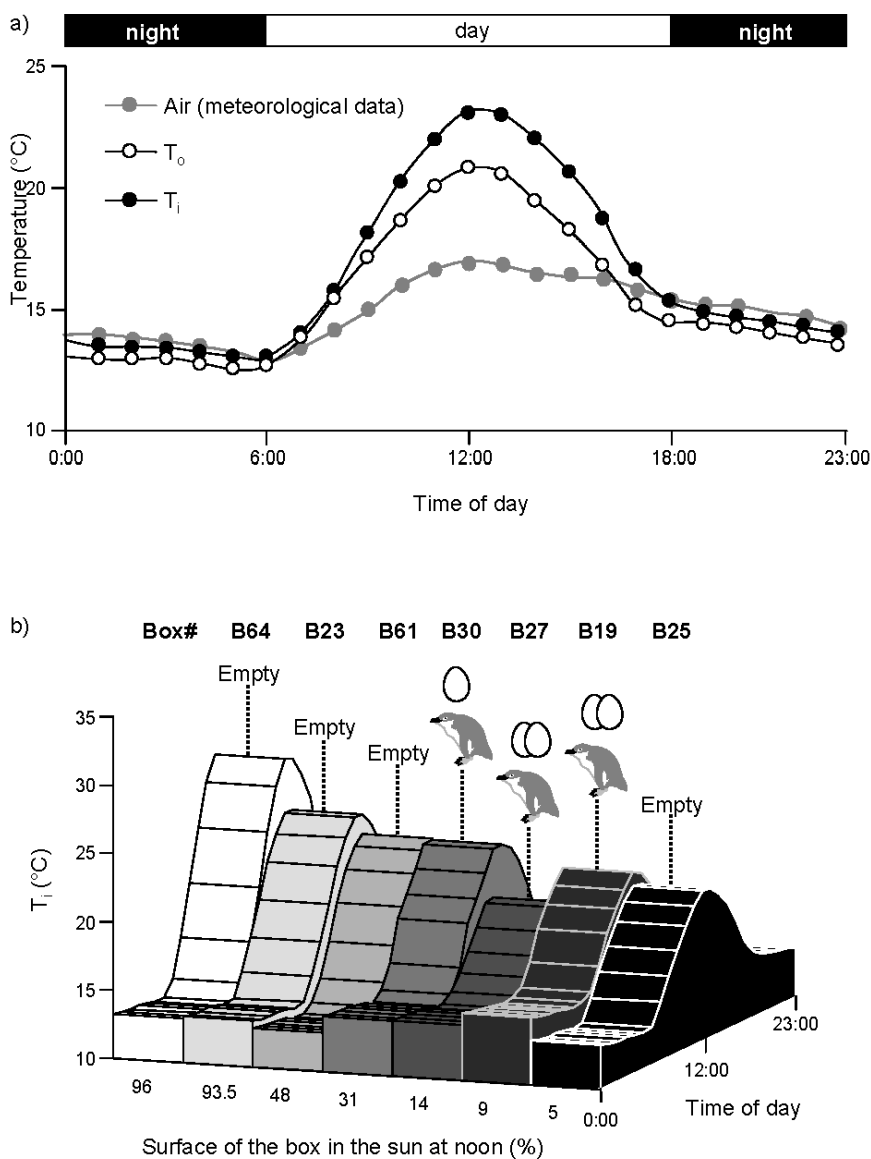 a)
night day night
25
20
15
10
Temperature (°C)
Air (meteorological data)
To
Ti
0:00 6:00 12:00 18:00 23:00
Time of day
b)
Box# B64 B23 B61 B30 B27 B19 B25
Empty
Empty
Empty
Empty
35
30
25
20
15
10
Ti (°C)
96 93.5 48 31 14 9 5
0:00
12:00
23:00
Time of day
Surface of the box in the sun at noon (%)